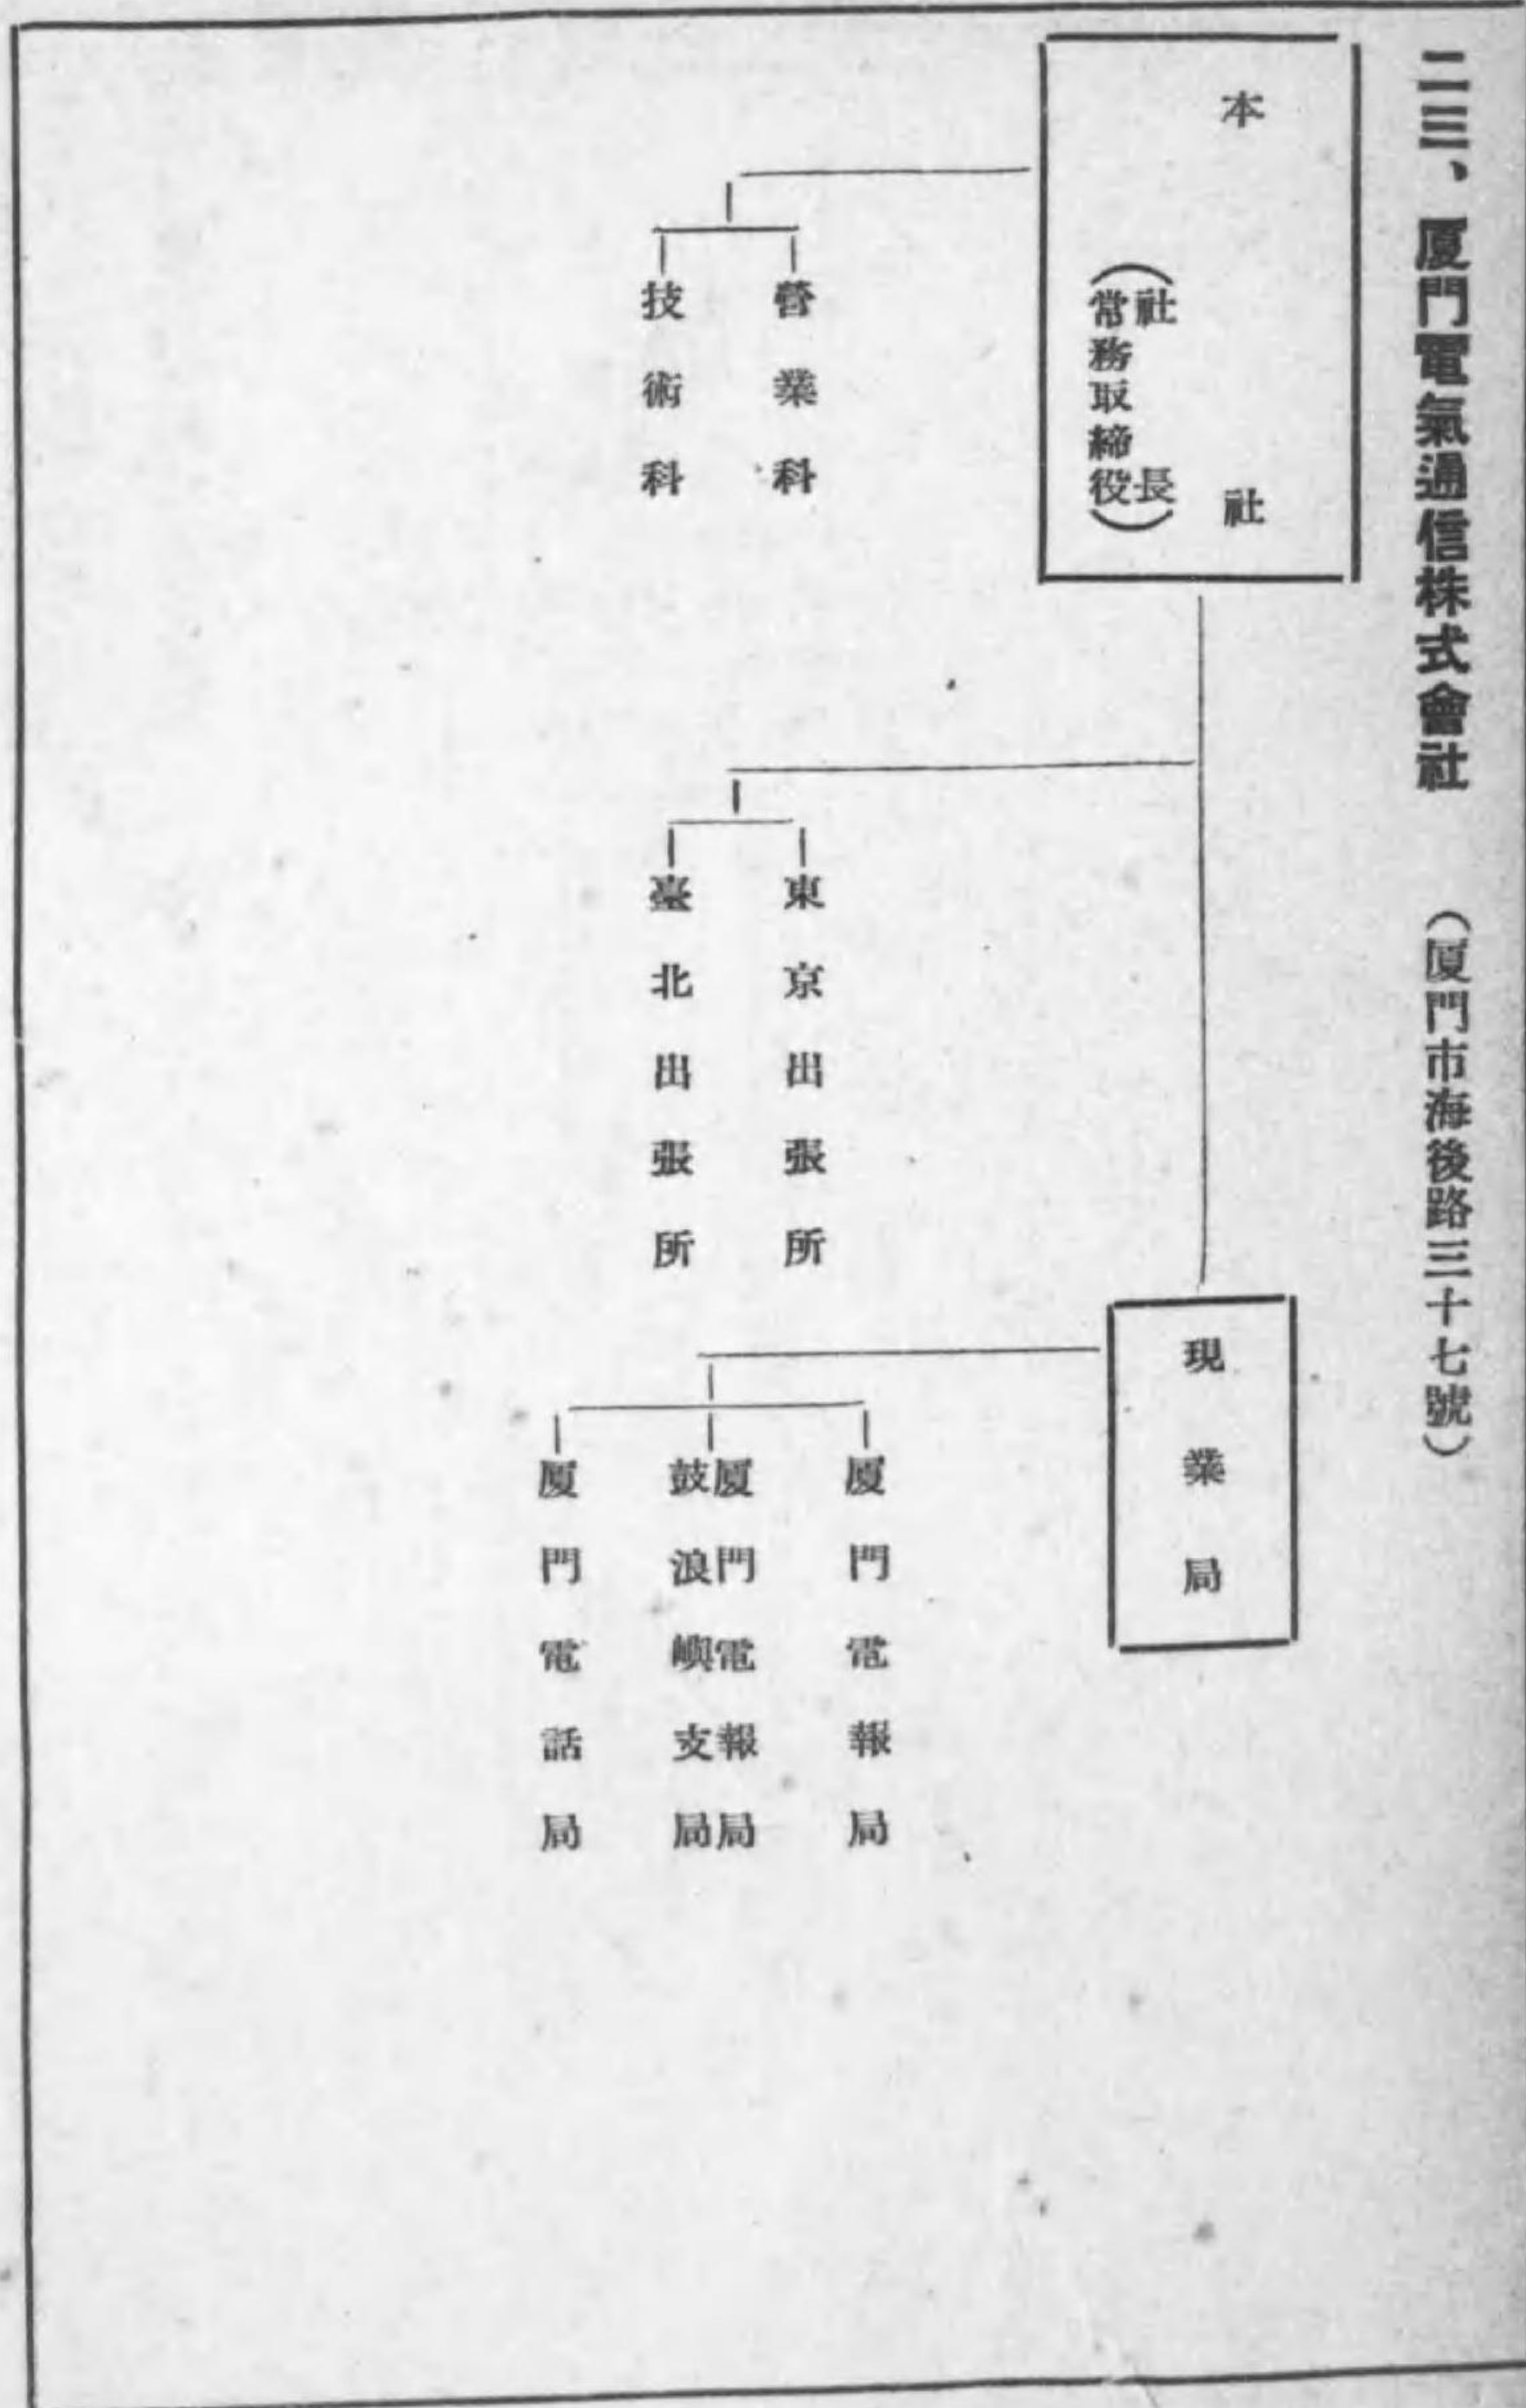 二三、厦門電氣通信株式會社 (厦門市海後路三十七號)
本社
(社長
常務取締役)
營業科
技術科
東京出張所
臺北出張所
現業局
厦門電報局
厦門電報局
鼓浪嶼支局
厦門電話局